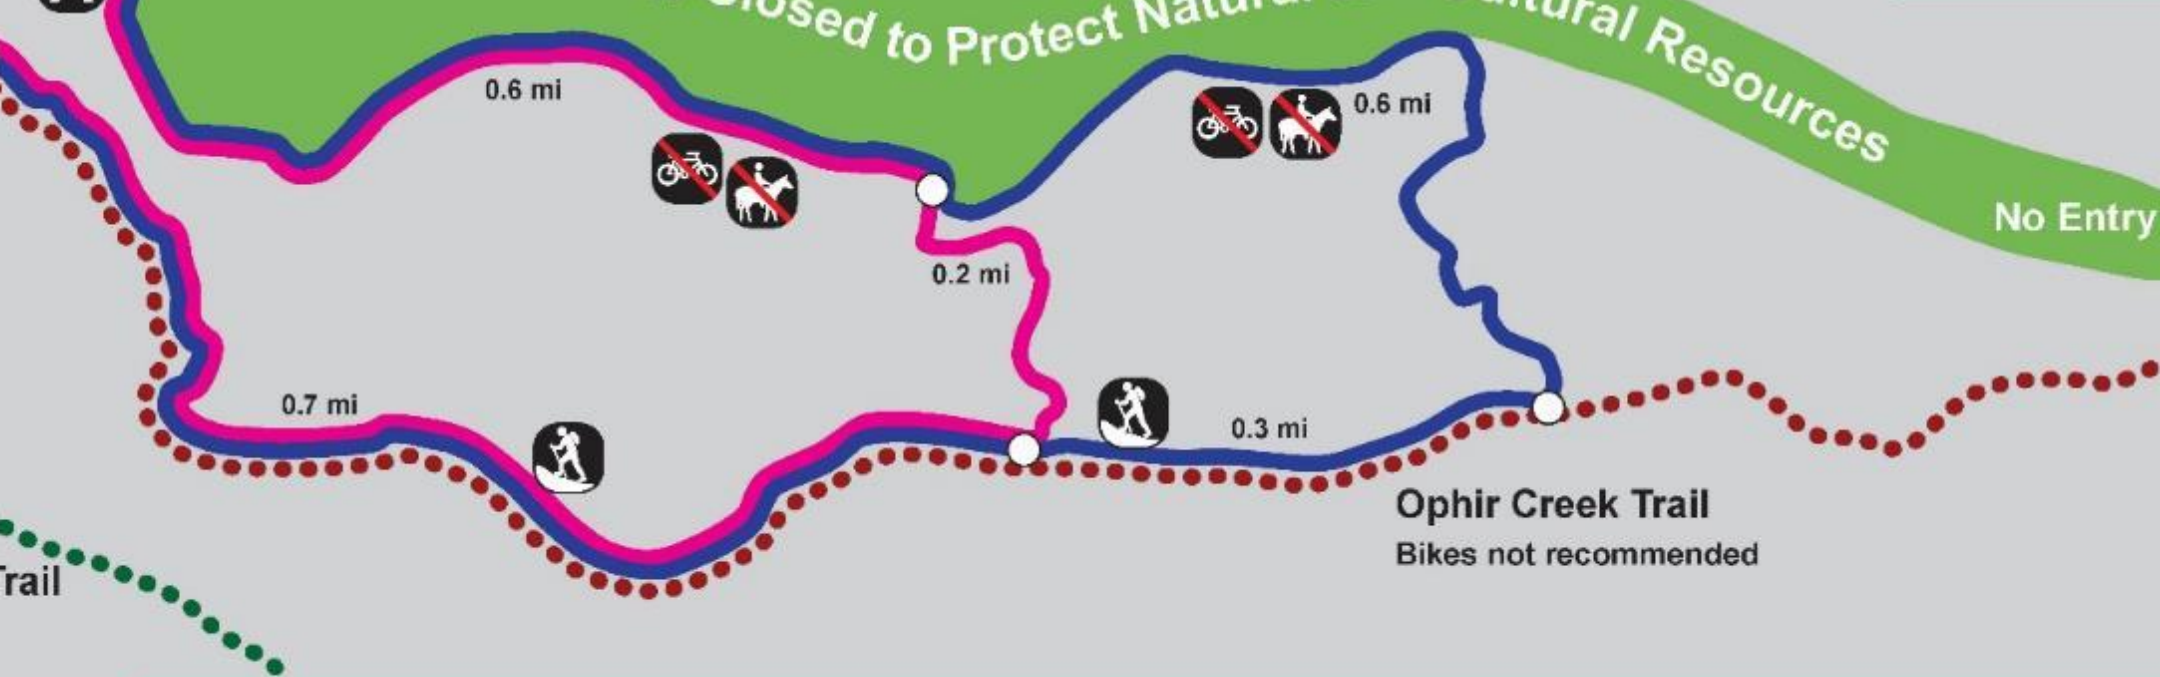 Closed to Protect Natural
Cultural Resources
No Entry
0.6 mi
0.6 mi
0.2 mi
0.7 mi
0.3 mi
Ophir Creek Trail
Bikes not recommended
Trail